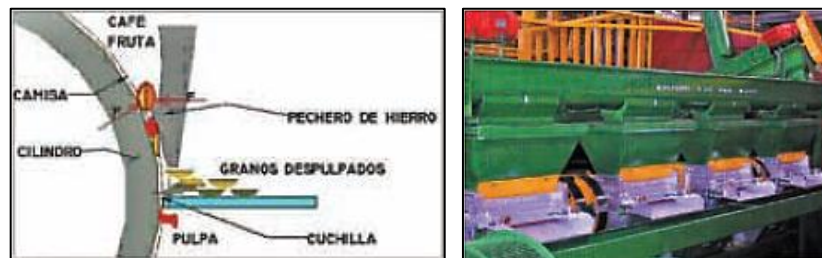 CAFE
FRUTA
CAMISA
PECHERO DE HIERRO
CILINDRO
GRANOS DESPULPADOS
PULPA
CUCHILLA